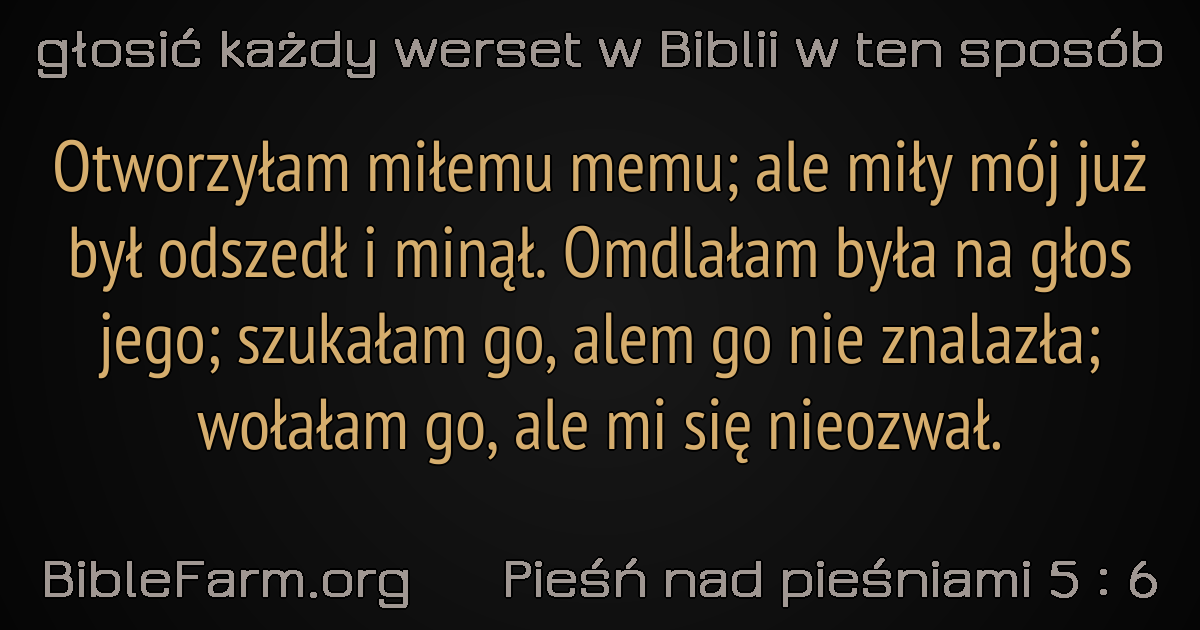 głosić każdy werset w Biblii w ten sposób
Otworzyłam miłemu memu; ale miły mój już
był odszedł i minął. Omdlałam była na głos
jego; szukałam go, alem go nie znalazła;
wołałam go, ale mi się nieozwał.
BibleFarm.org Pieśń nad pieśniami 5 : 6